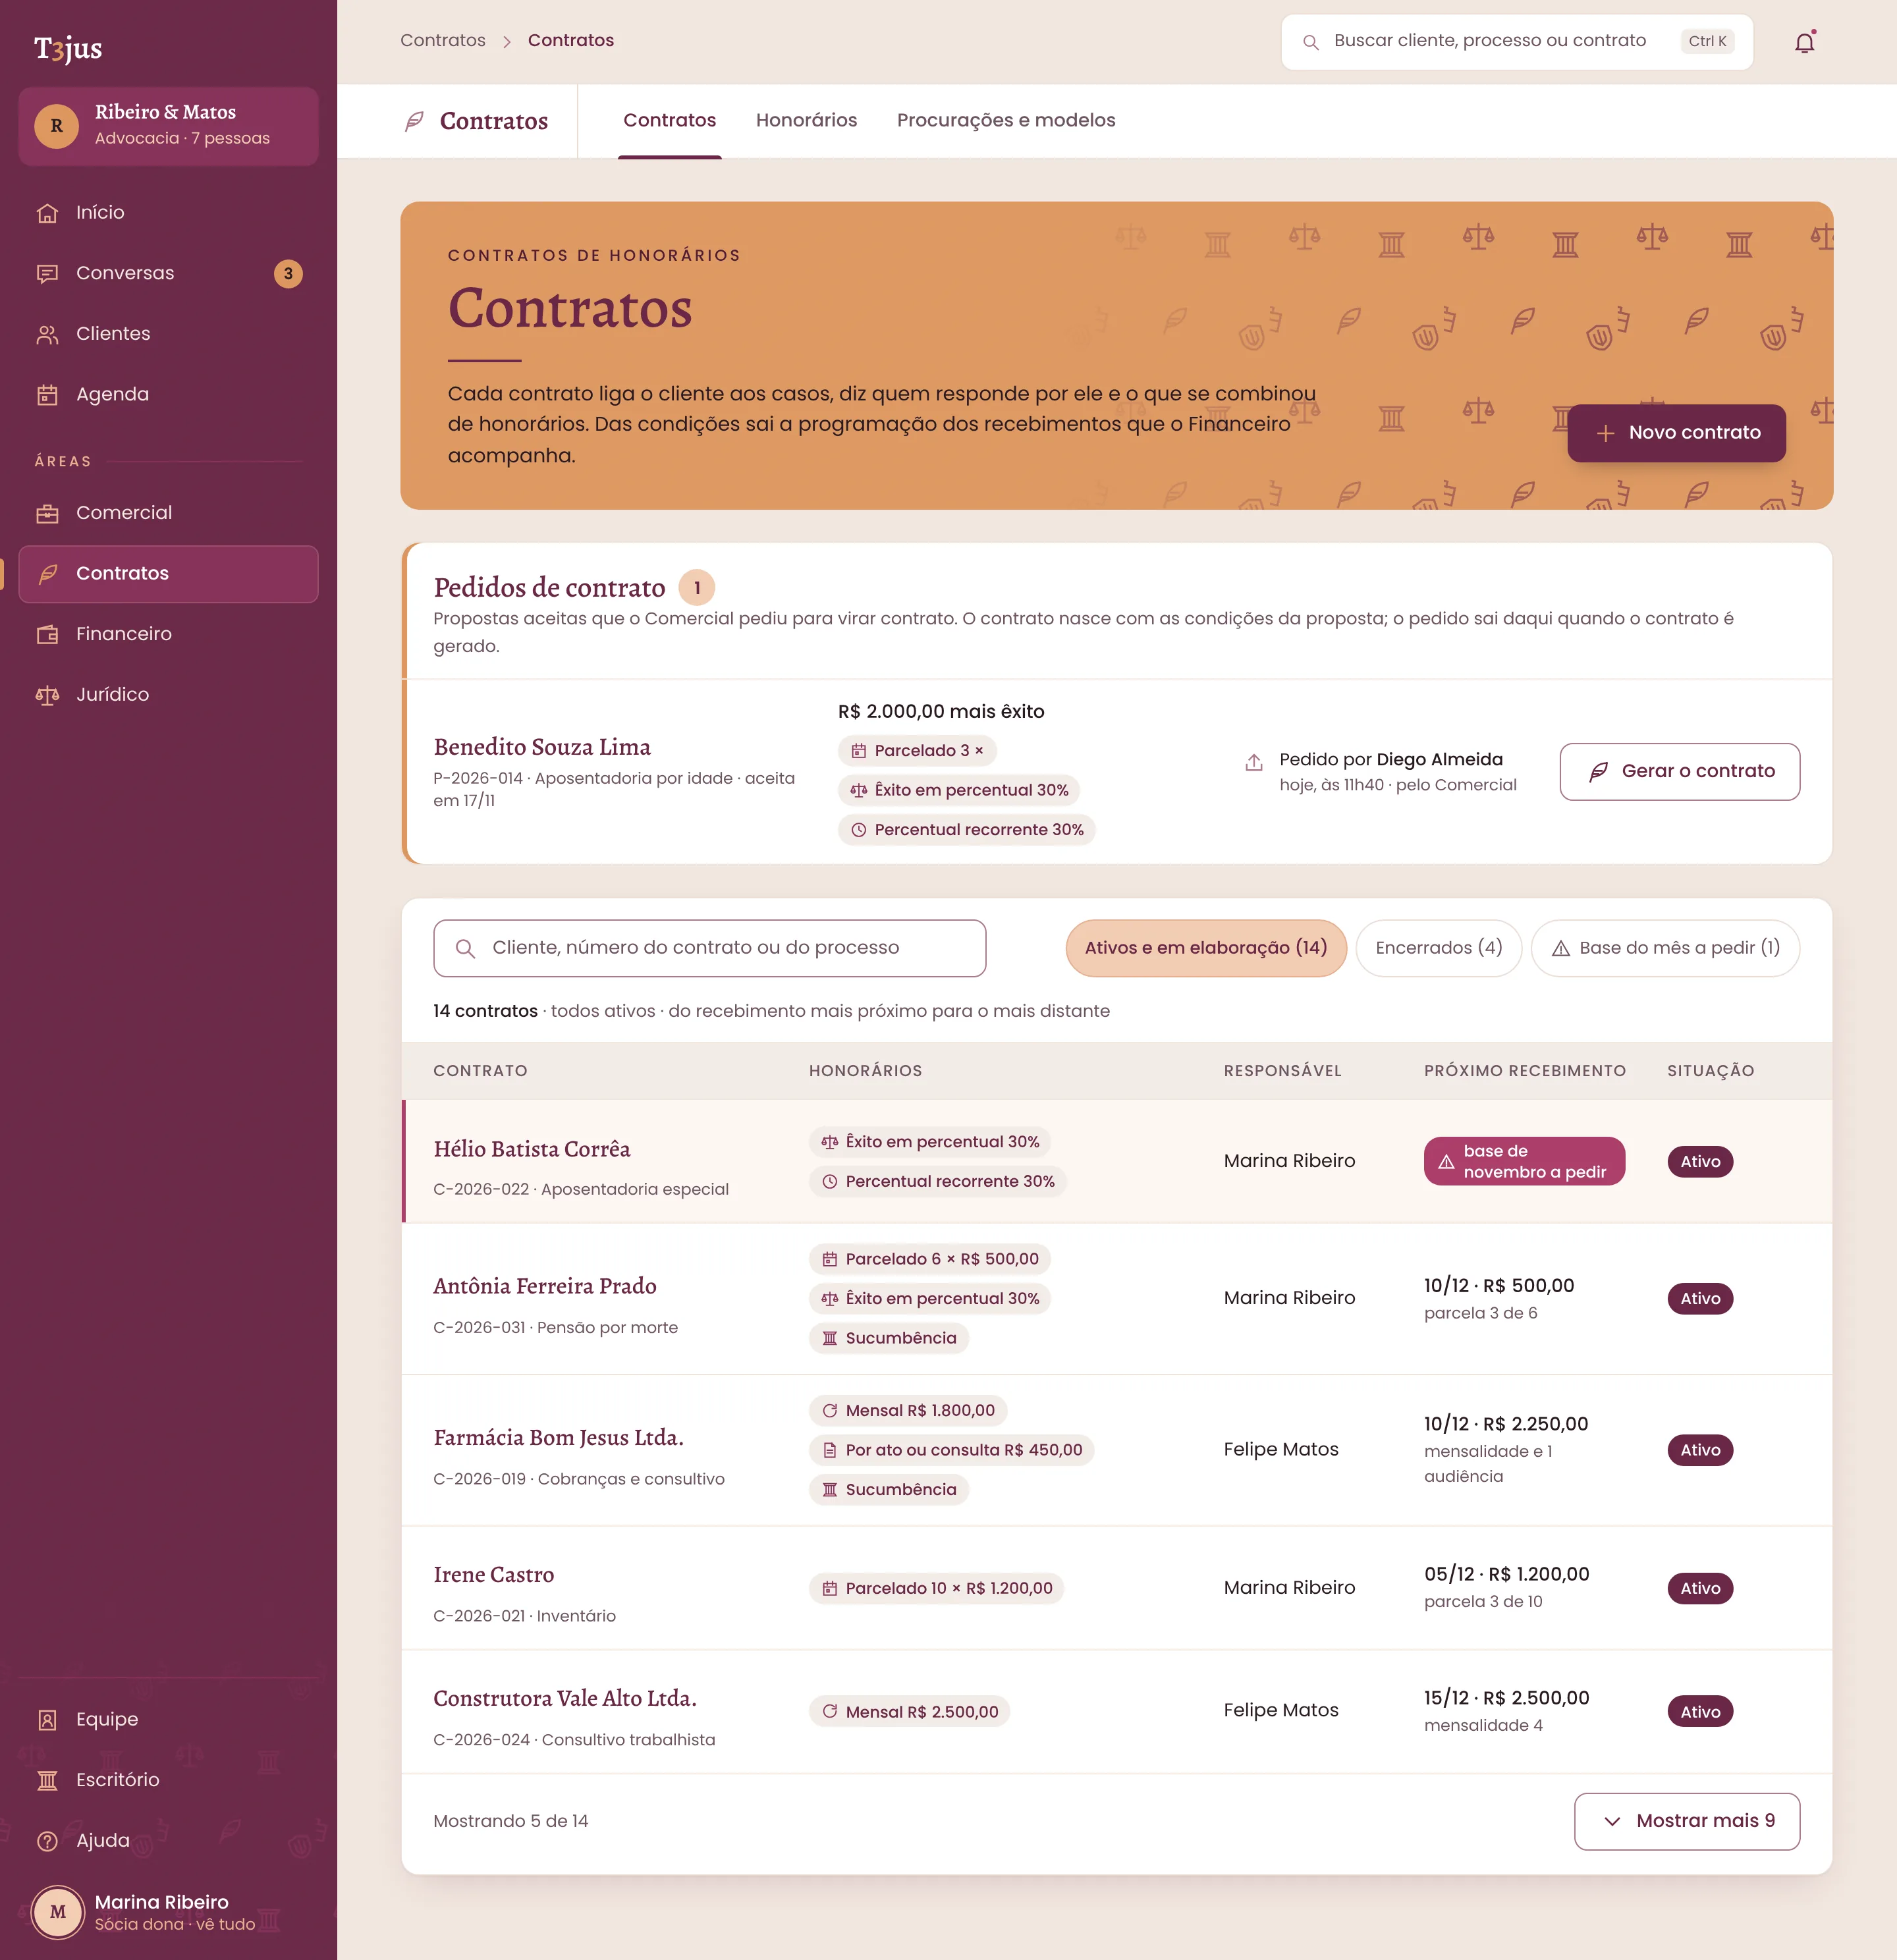 T3jus
R
Ribeiro & Matos
Advocacia · 7 pessoas
Início
Conversas
3
Clientes
Agenda
ÁREAS
Comercial
Contratos
Financeiro
Jurídico
Equipe
Escritório
Ajuda
M
Marina Ribeiro
Sócia dona · vê tudo
Contratos
Contratos
Buscar cliente, processo ou contrato
Ctrl K
Contratos
Contratos
Honorários
Procurações e modelos
CONTRATOS DE HONORÁRIOS
Contratos
Cada contrato liga o cliente aos casos, diz quem responde por ele e o que se combinou
de honorários. Das condições sai a programação dos recebimentos que o Financeiro
acompanha.
Novo contrato
Pedidos de contrato
1
Propostas aceitas que o Comercial pediu para virar contrato. O contrato nasce com as condições da proposta; o pedido sai daqui quando o contrato é
gerado.
Benedito Souza Lima
P-2026-014 · Aposentadoria por idade · aceita
em 17/11
R$ 2.000,00 mais êxito
Parcelado 3 ×
Êxito em percentual 30%
Percentual recorrente 30%
Pedido por Diego Almeida
hoje, às 11h40 · pelo Comercial
Gerar o contrato
Cliente, número do contrato ou do processo
Ativos e em elaboração (14)
Encerrados (4)
Base do mês a pedir (1)
14 contratos · todos ativos · do recebimento mais próximo para o mais distante
CONTRATO
HONORÁRIOS
RESPONSÁVEL
PRÓXIMO RECEBIMENTO
SITUAÇÃO
Hélio Batista Corrêa
C-2026-022 · Aposentadoria especial
Êxito em percentual 30%
Percentual recorrente 30%
Marina Ribeiro
base de
novembro a pedir
Ativo
Antônia Ferreira Prado
C-2026-031 · Pensão por morte
Parcelado 6 × R$ 500,00
Êxito em percentual 30%
Sucumbência
Marina Ribeiro
10/12 · R$ 500,00
parcela 3 de 6
Ativo
Farmácia Bom Jesus Ltda.
C-2026-019 · Cobranças e consultivo
Mensal R$ 1.800,00
Por ato ou consulta R$ 450,00
Sucumbência
Felipe Matos
10/12 · R$ 2.250,00
mensalidade e 1
audiência
Ativo
Irene Castro
C-2026-021 · Inventário
Parcelado 10 × R$ 1.200,00
Marina Ribeiro
05/12 · R$ 1.200,00
parcela 3 de 10
Ativo
Construtora Vale Alto Ltda.
C-2026-024 · Consultivo trabalhista
Mensal R$ 2.500,00
Felipe Matos
15/12 · R$ 2.500,00
mensalidade 4
Ativo
Mostrando 5 de 14
Mostrar mais 9